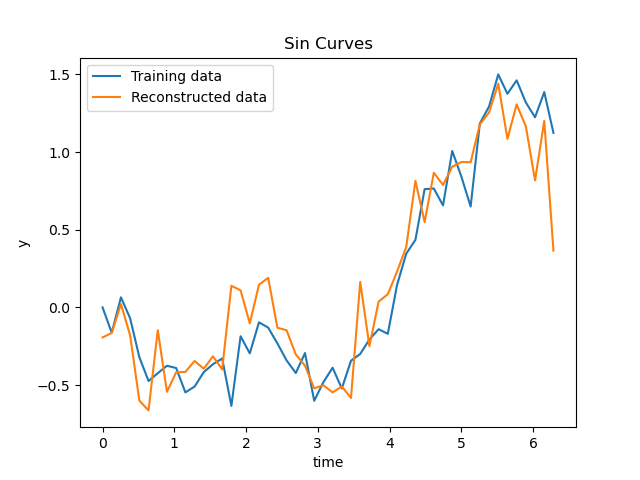 Sin Curves
Training data
Reconstructed data
1.5
1.0
0.5
0.0
−0.5
y
0 1 2 3 4 5 6
time